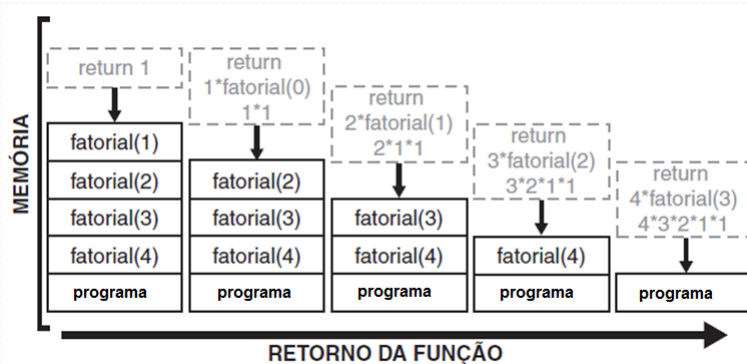 MEMÓRIA
return 1
fatorial(1)
fatorial(2)
fatorial(3)
fatorial(4)
programa
return
1*fatorial(0)
1*1
fatorial(2)
fatorial(3)
fatorial(4)
programa
return
2*fatorial(1)
2*1*1
fatorial(3)
fatorial(4)
programa
return
3*fatorial(2)
3*2*1*1
fatorial(4)
programa
return
4*fatorial(3)
4*3*2*1*1
programa
RETORNO DA FUNÇÃO